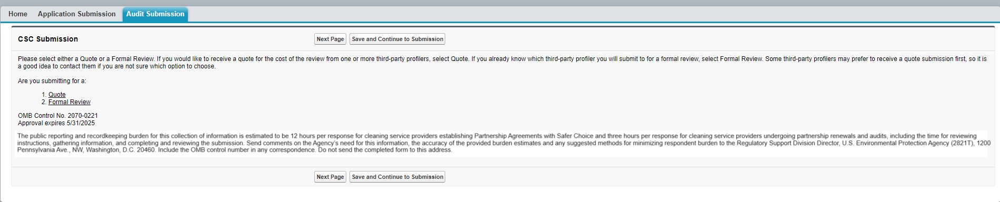 Home Application Submission Audit Submission
CSC Submission Next Page Save and Continue to Submission
Please select either a Quote or a Formal Review. If you would like to receive a quote for the cost of the review from one or more third-party profilers, select Quote. If you already know which third-party profiler you will submit to for a formal review, select Formal Review. Some third-party profilers may prefer to receive a quote submission first, so it is
a good idea to contact them if you are not sure which option to choose.
Are you submitting for a:
1. Quote
2. Formal Review
OMB Control No. 2070-0221
Approval expires 5/31/2025
The public reporting and recordkeeping burden for this collection of information is estimated to be 12 hours per response for cleaning service providers establishing Partnership Agreements with Safer Choice and three hours per response for cleaning service providers undergoing partnership renewals and audits, including the time for reviewing
instructions, gathering information, and completing and reviewing the submission. Send comments on the Agency's need for this information, the accuracy of the provided burden estimates and any suggested methods for minimizing respondent burden to the Regulatory Support Division Director, U.S. Environmental Protection Agency (2821T), 1200
Pennsylvania Ave., NW, Washington, D.C. 20460. Include the OMB control number in any correspondence. Do not send the completed form to this address.
Next Page Save and Continue to Submission